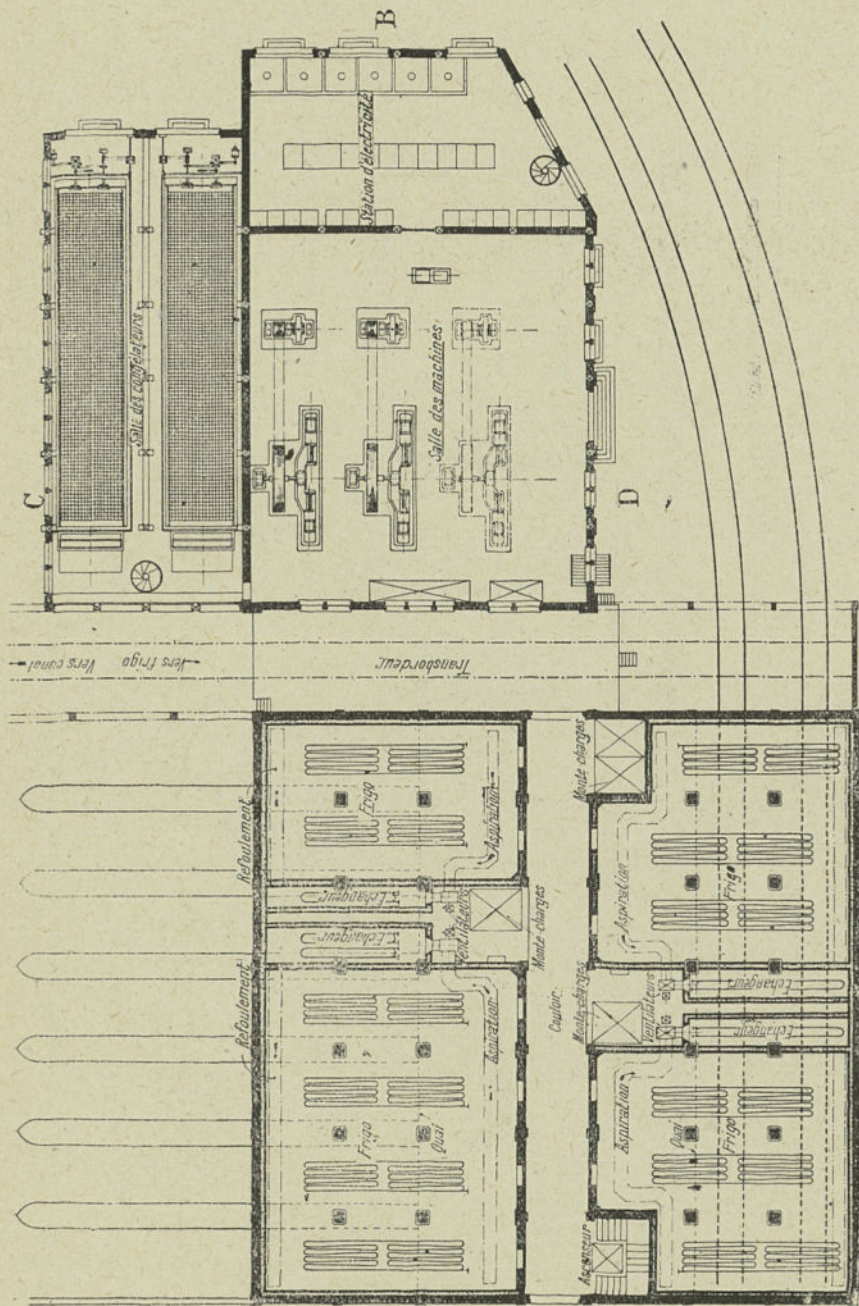 B
Station d'électricité
C
Salle des congélateurs
Salle des machines
D
Vers canal
Vers frigo
Transbordeur
Refoulement
Frigo
Aspiration
Echangeur
Echangeur
Ventilateurs
Monte charges
Monte charges
Refoulement
Aspiration
Frigo
Quai
Couloir
Monte charges
Aspiration
Frigo
Ventilateurs
Echangeur
Echangeur
Aspiration
Quai
Frigo
Ascenseur